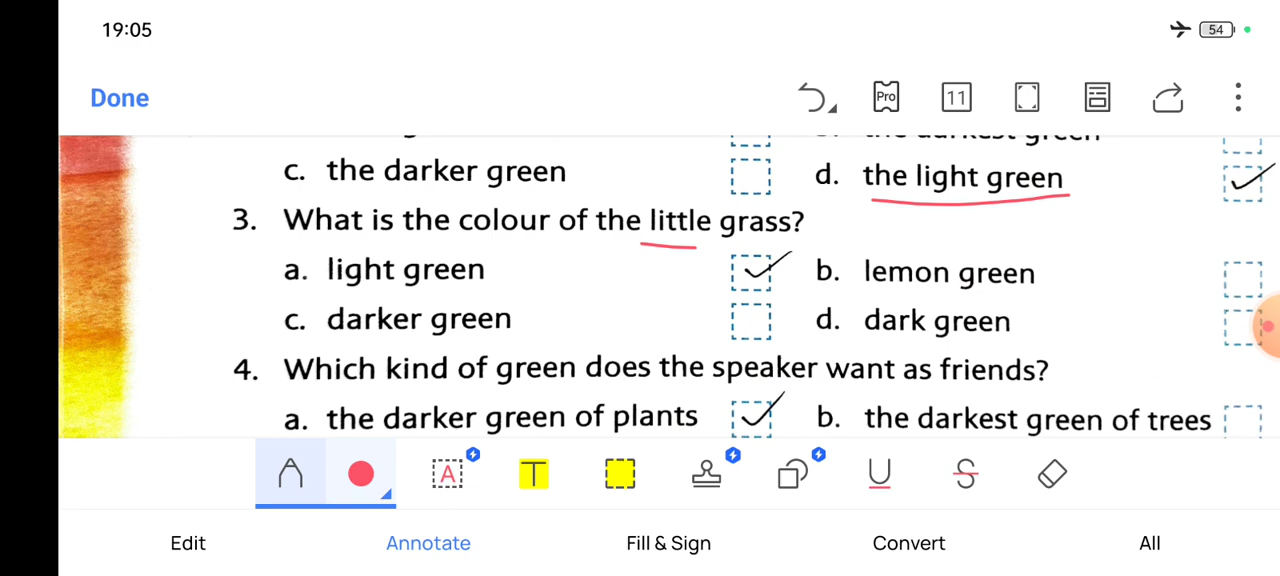 19:05
54
Done
Pro
11
c. the darker green
d. the light green
3. What is the colour of the little grass?
a. light green
b. lemon green
c. darker green
d. dark green
4. Which kind of green does the speaker want as friends?
a. the darker green of plants
b. the darkest green of trees
A
T
U
S
Edit
Annotate
Fill & Sign
Convert
All